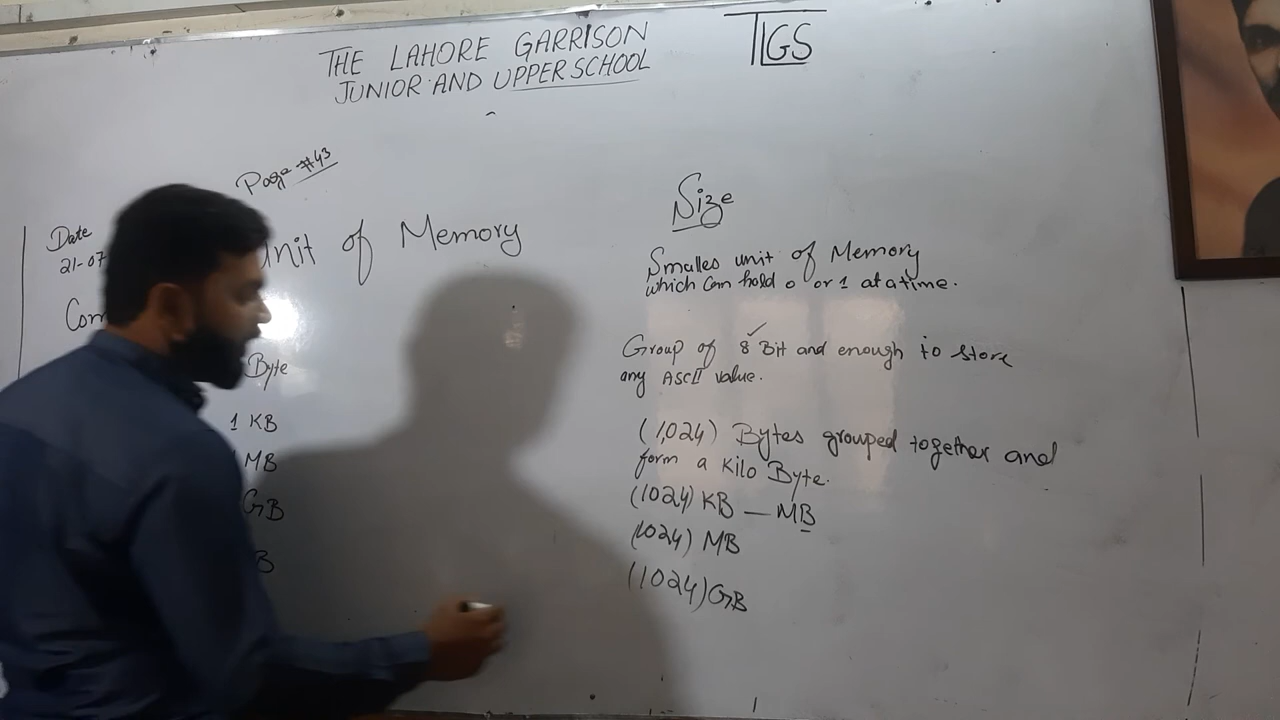 THE LAHORE GARRISON
JUNIOR AND UPPER SCHOOL
TLGS
Page #43
Date
21-07
Unit of Memory
Size
Smalles unit of Memory
which can hold 0 or 1 at a time.
Byte
Group of 8 Bit and enough to store
any ASCII value.
1 KB
(1,024) Bytes grouped together and
form a Kilo Byte.
MB
(1024) KB — MB
GB
(1024) MB
B
(1024) GB